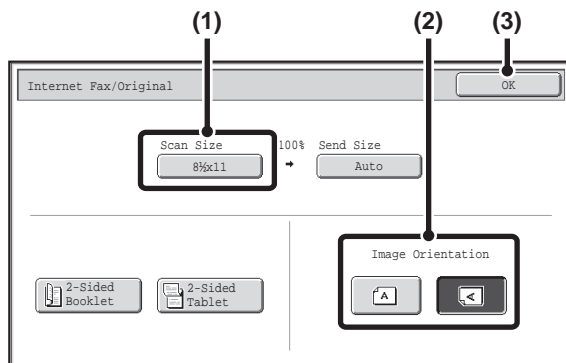 (1) (2) (3)
Internet Fax/Original OK
Scan Size 100% Send Size
8½x11 Auto
Image Orientation
2-Sided Booklet
2-Sided Tablet
A A